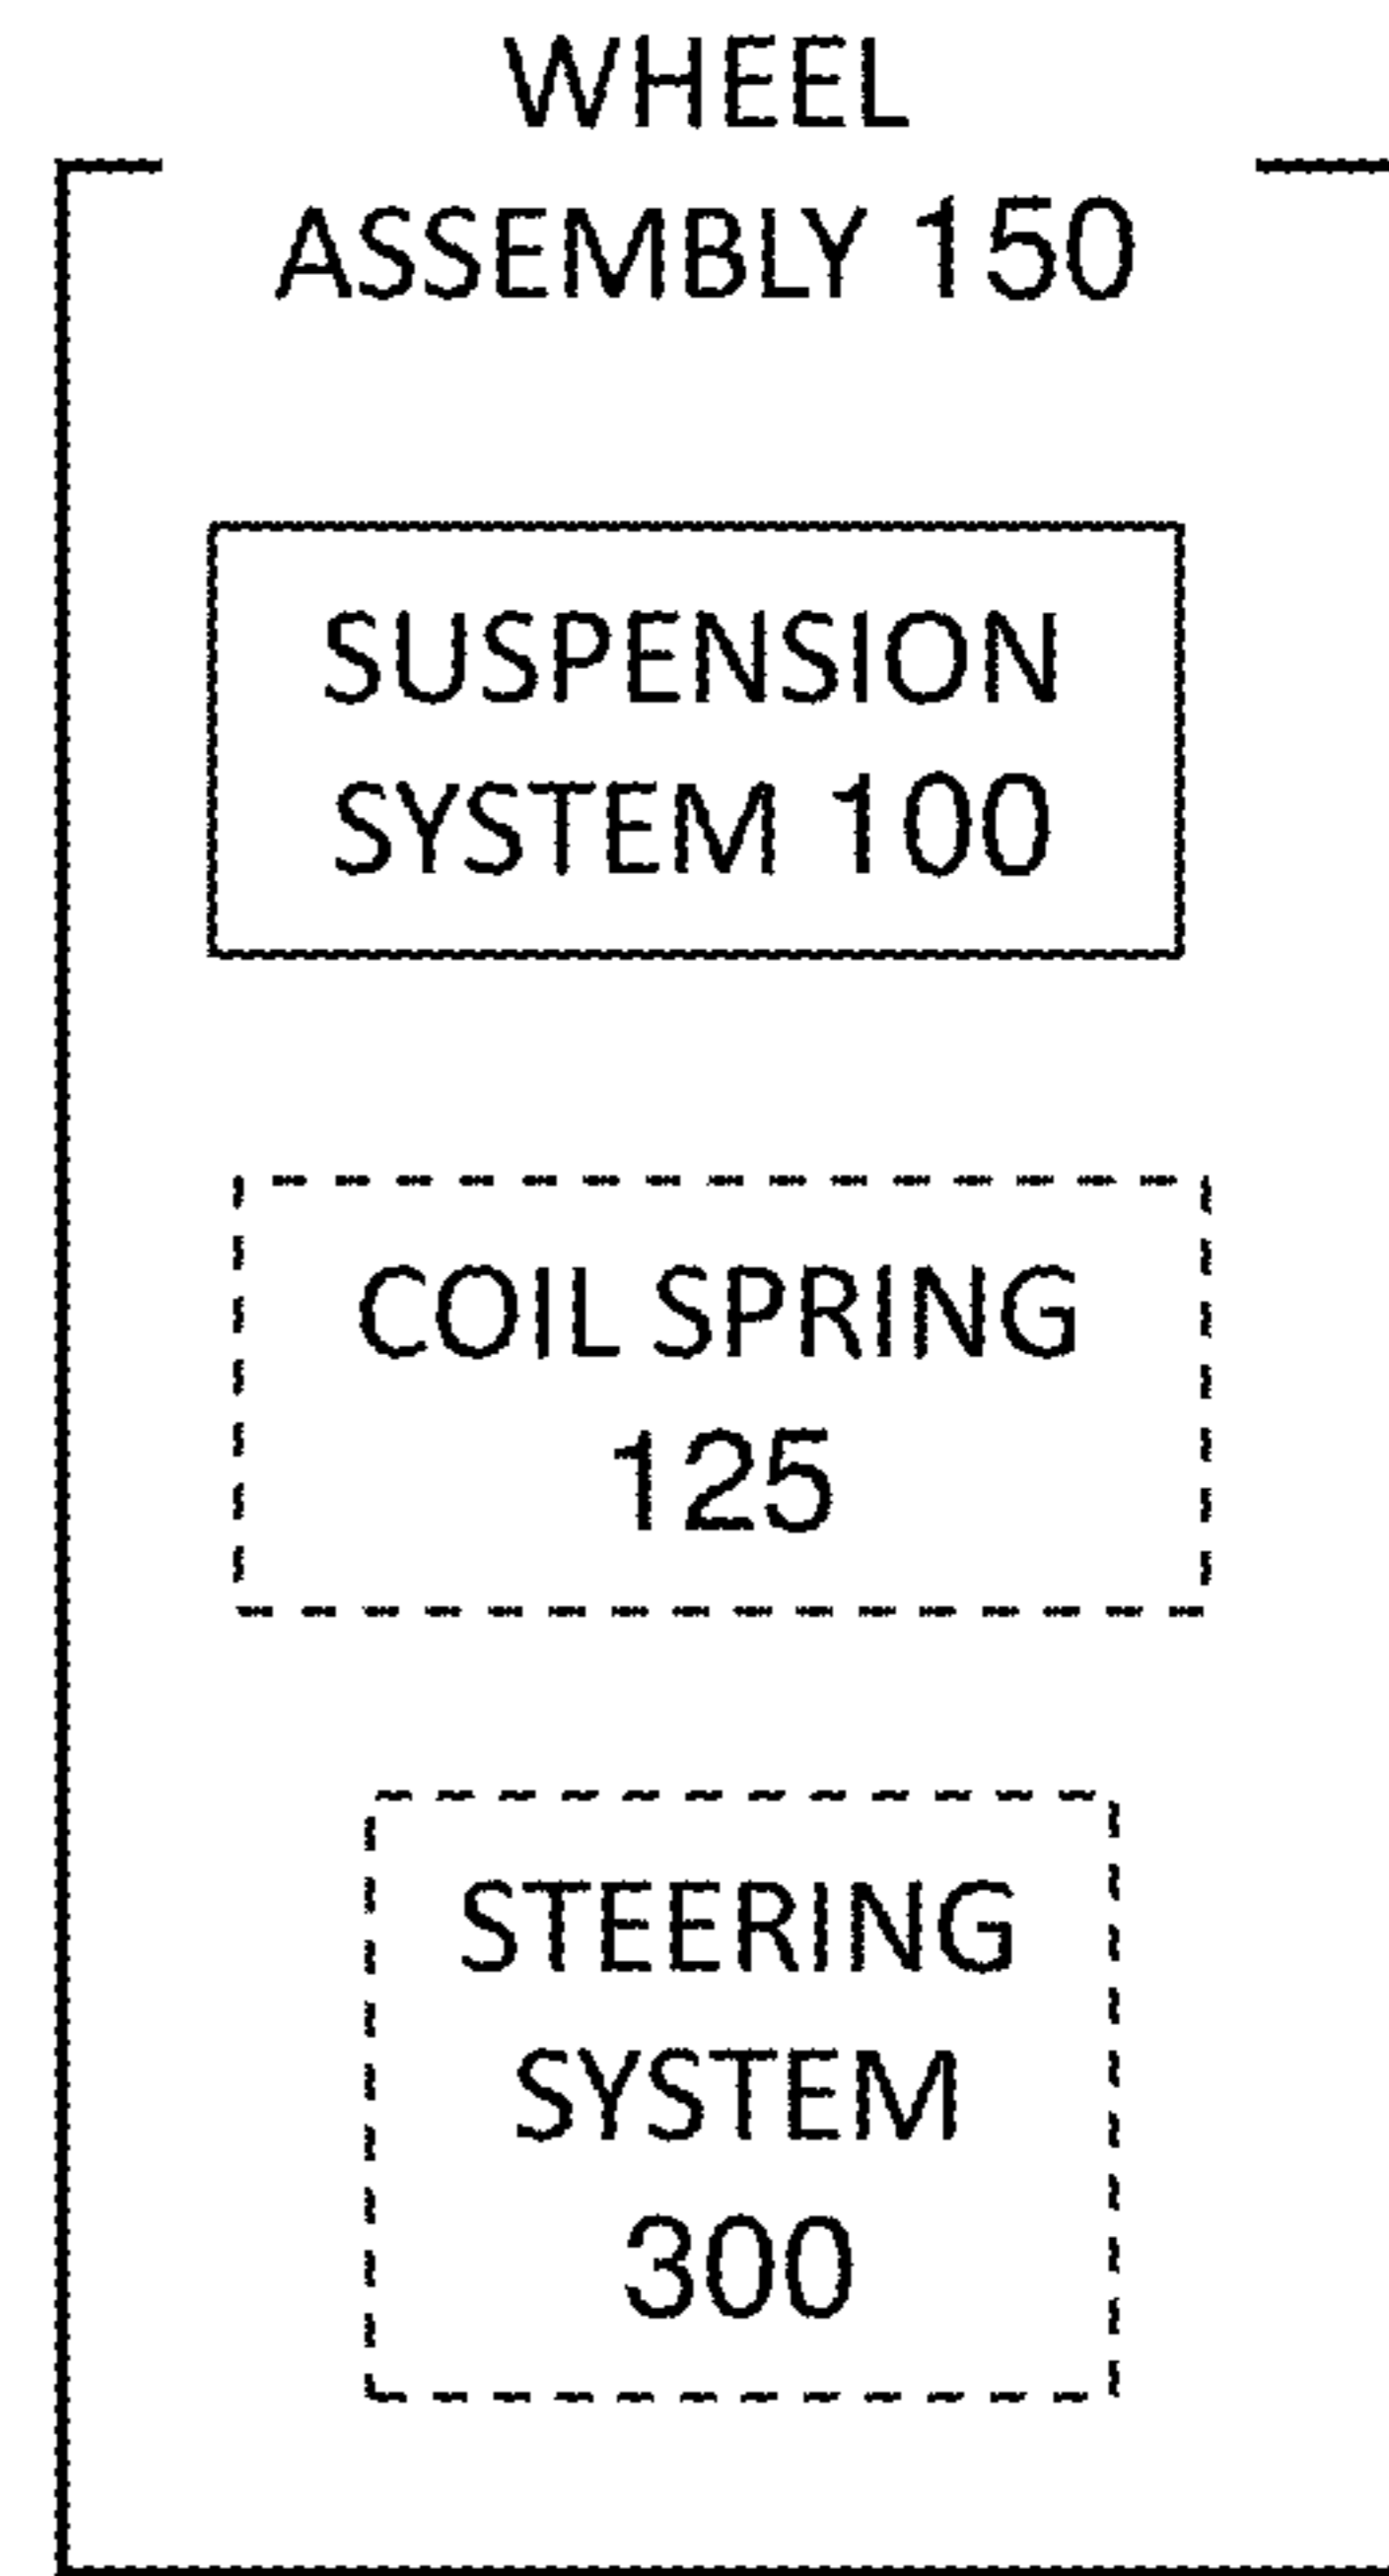 WHEEL
ASSEMBLY 150
SUSPENSION
SYSTEM 100
COIL SPRING
125
STEERING
SYSTEM
300